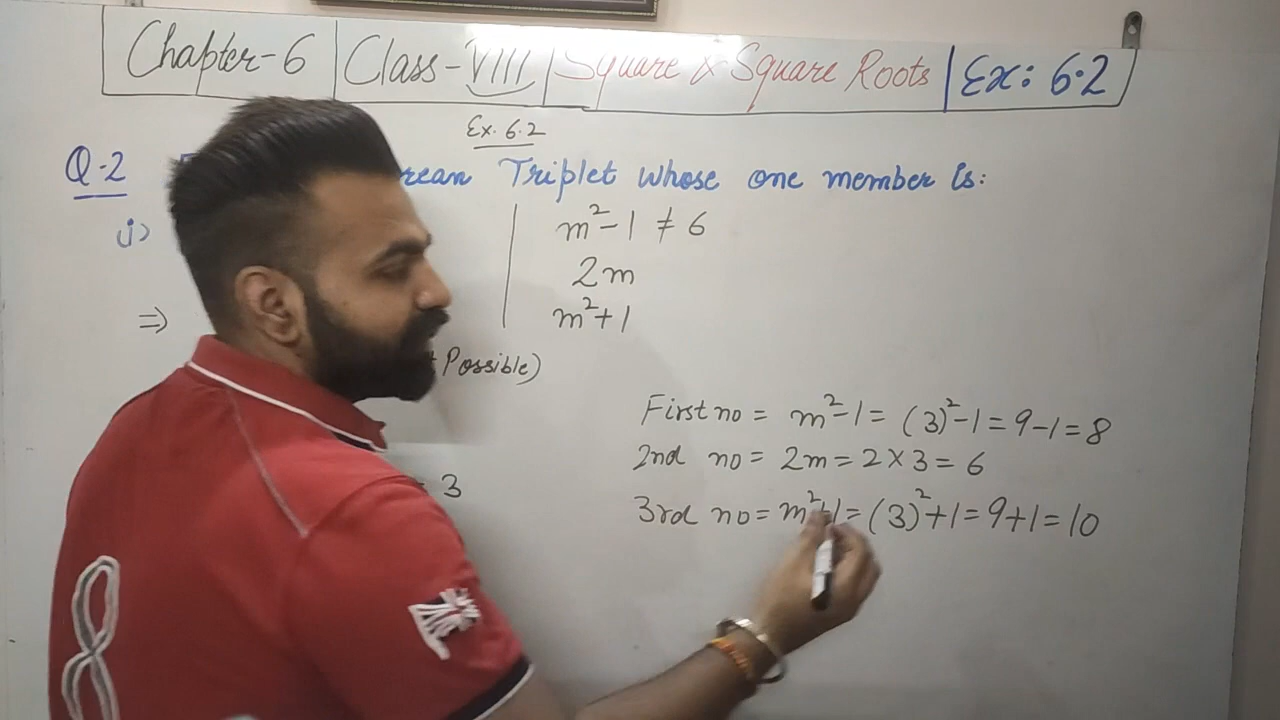 Chapter-6 Class-VIII Square & Square Roots Ex: 6.2
Ex. 6.2
Q.2 Triplet whose one member is:
i) m²-1 ≠ 6
2m
⇒ m²+1
Possible)
First no = m²-1 = (3)²-1 = 9-1 = 8
2nd no = 2m = 2×3 = 6
3 3rd no = m²+1 = (3)²+1 = 9+1 = 10